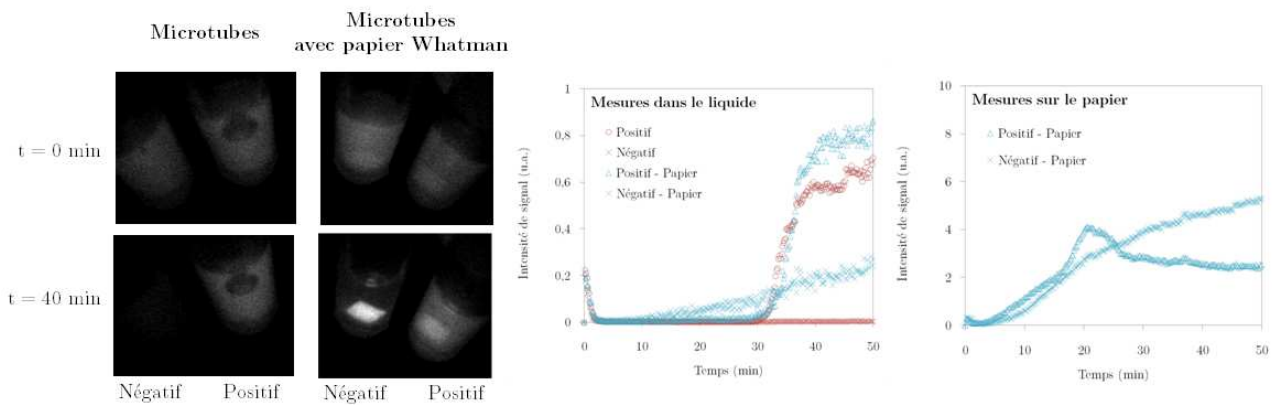 Microtubes
Microtubes
avec papier Whatman
t = 0 min
t = 40 min
Négatif
Positif
Négatif
Positif
Mesures dans le liquide
Positif
Négatif
Positif - Papier
Négatif - Papier
Intensité de signal (u.a.)
1
0,8
0,6
0,4
0,2
0
0
10
20
30
40
50
Temps (min)
Mesures sur le papier
Positif - Papier
Négatif - Papier
Intensité de signal (u.a.)
10
8
6
4
2
0
0
10
20
30
40
50
Temps (min)